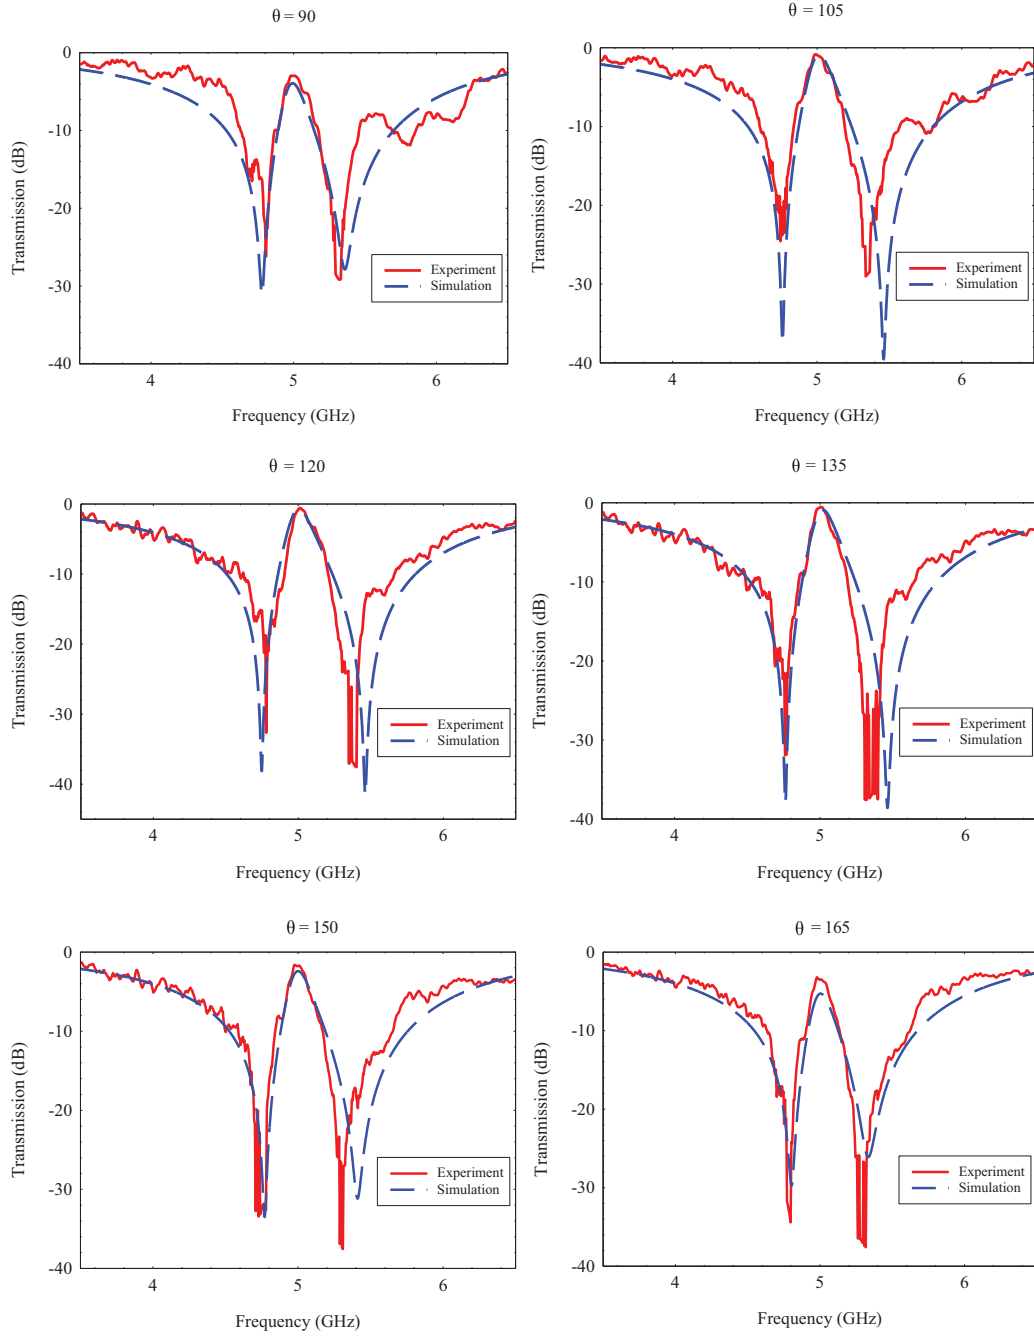 θ = 90
0
-10
-20
-30
-40
Transmission (dB)
Experiment
Simulation
4
5
6
Frequency (GHz)
θ = 105
0
-10
-20
-30
-40
Transmission (dB)
Experiment
Simulation
4
5
6
Frequency (GHz)
θ = 120
0
-10
-20
-30
-40
Transmission (dB)
Experiment
Simulation
4
5
6
Frequency (GHz)
θ = 135
0
-10
-20
-30
-40
Transmission (dB)
Experiment
Simulation
4
5
6
Frequency (GHz)
θ = 150
0
-10
-20
-30
-40
Transmission (dB)
Experiment
Simulation
4
5
6
Frequency (GHz)
θ = 165
0
-10
-20
-30
-40
Transmission (dB)
Experiment
Simulation
4
5
6
Frequency (GHz)